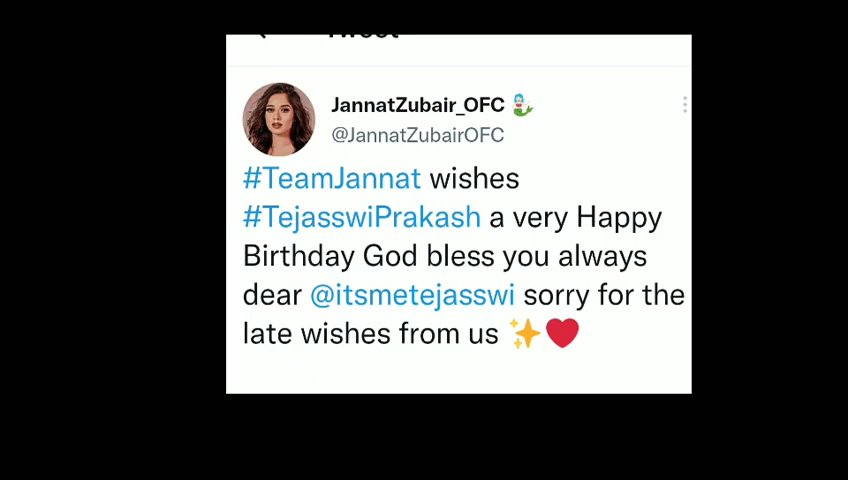 Tweet
JannatZubair_OFC 🧜‍♀️
@JannatZubairOFC
#TeamJannat wishes
#TejasswiPrakash a very Happy
Birthday God bless you always
dear @itsmetejasswi sorry for the
late wishes from us ✨❤️